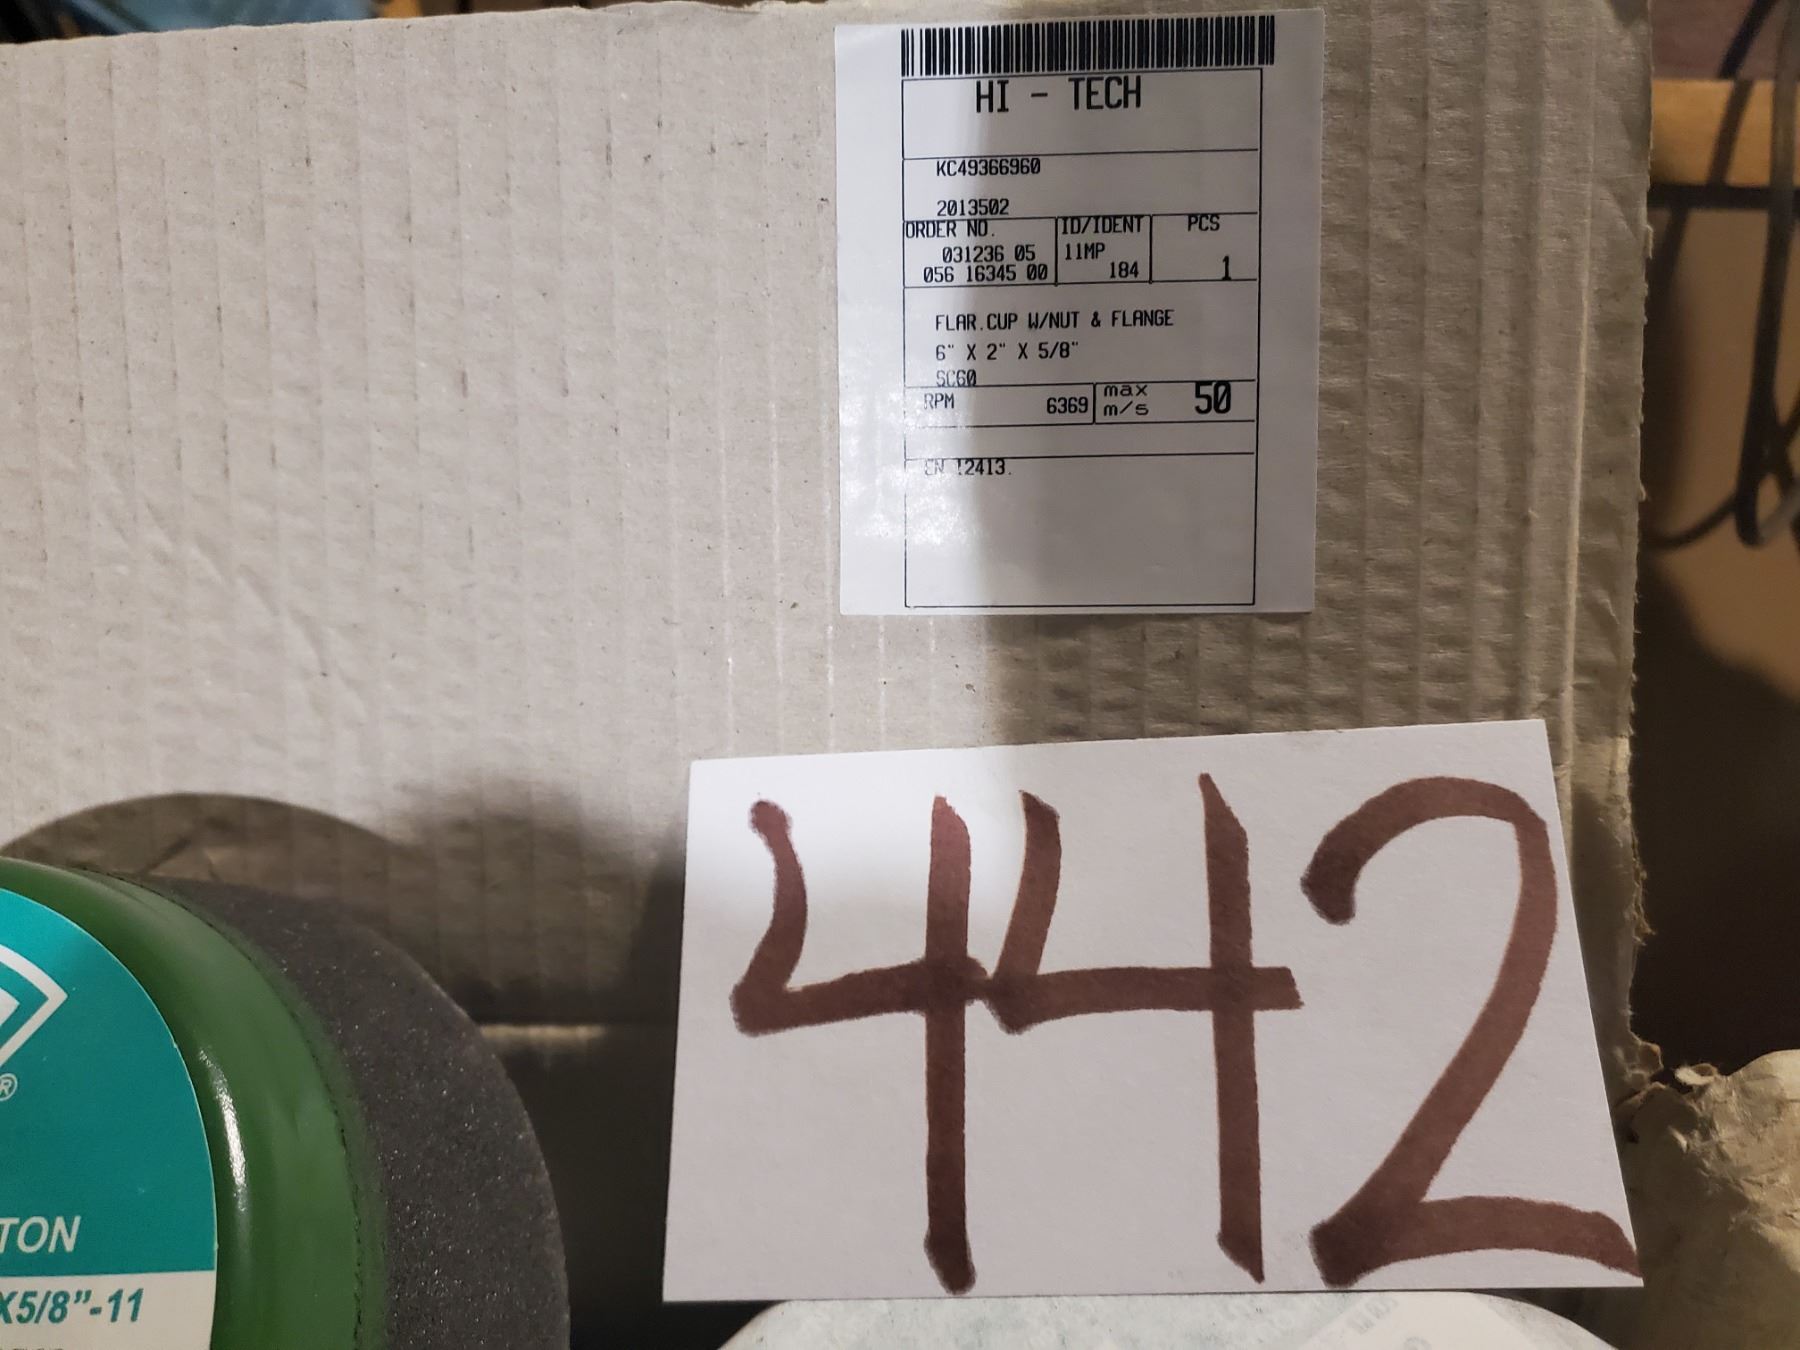 HI - TECH
KC49366960
2013502
ORDER NO. ID/IDENT PCS
031236 05 11MP
056 16345 00 184 1
FLAR.CUP W/NUT & FLANGE
6" X 2" X 5/8"
SC60
RPM 6369 max m/s 50
EN 12413.
442
®
TON
X5/8"-11